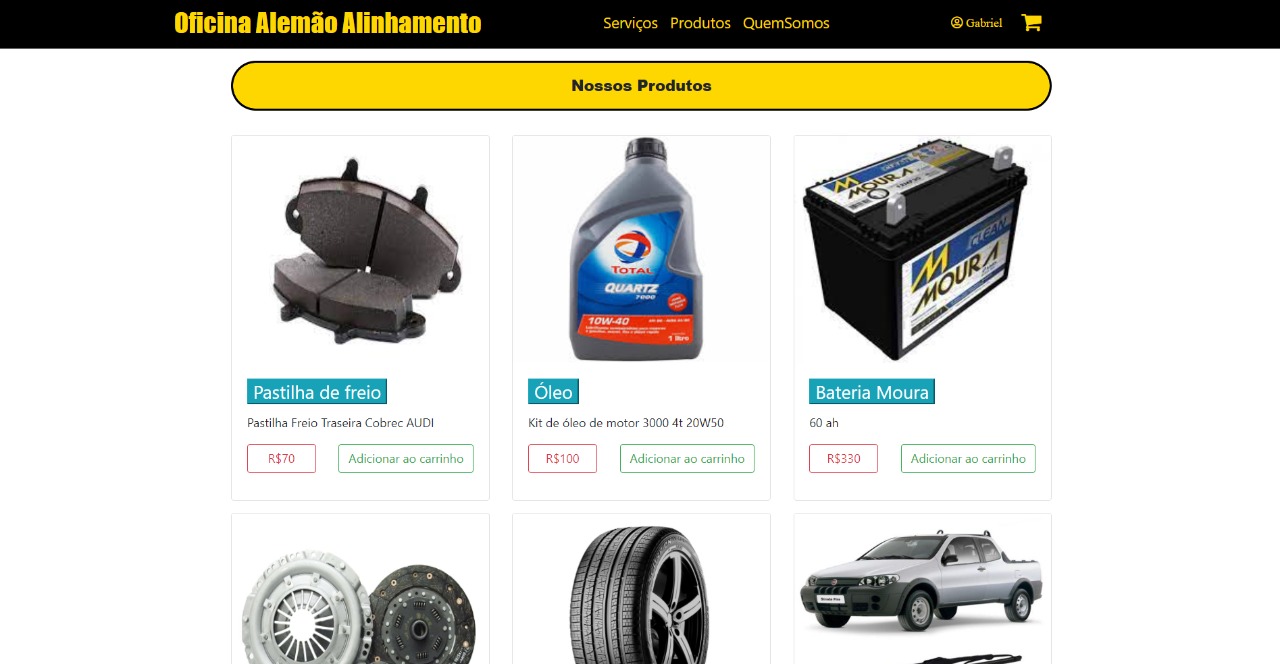 Oficina Alemão Alinhamento
Serviços Produtos QuemSomos
Gabriel
Nossos Produtos
TOTAL
QUARTZ
7000
10W-40
1 litro
MOURA
CLEAN
MOURA
Pastilha de freio
Óleo
Bateria Moura
Pastilha Freio Traseira Cobrec AUDI
Kit de óleo de motor 3000 4t 20W50
60 ah
R$70
Adicionar ao carrinho
R$100
Adicionar ao carrinho
R$330
Adicionar ao carrinho